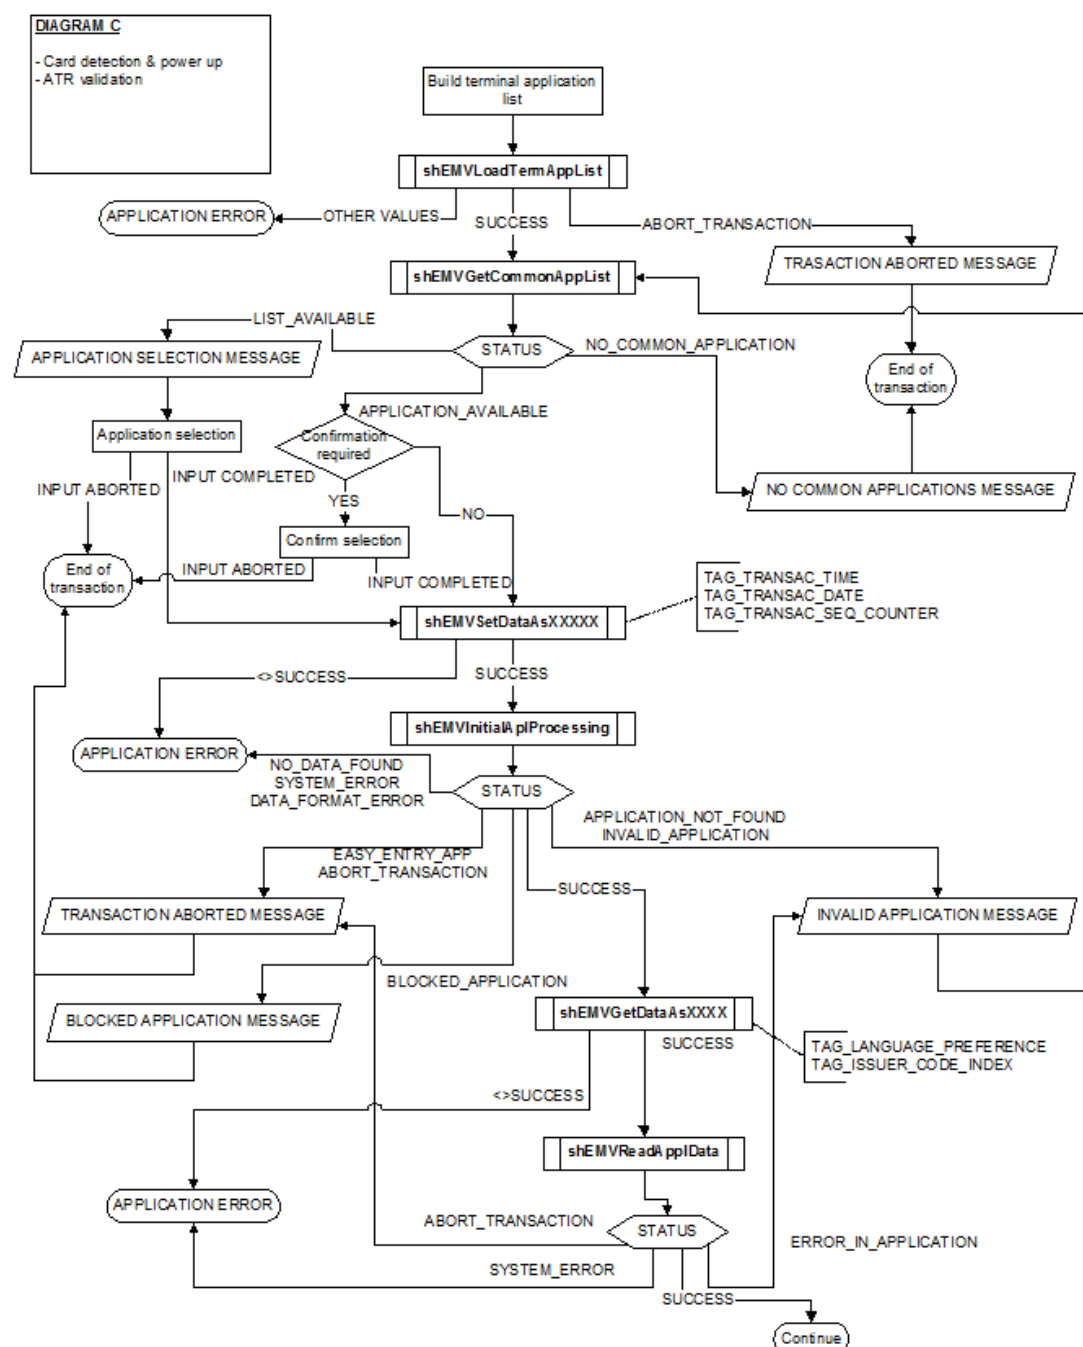 DIAGRAM C
- Card detection & power up
- ATR validation
Build terminal application
list
shEMVLoadTermAppList
APPLICATION ERROR
OTHER VALUES
SUCCESS
ABORT_TRANSACTION
TRASACTION ABORTED MESSAGE
shEMVGetCommonAppList
LIST_AVAILABLE
APPLICATION SELECTION MESSAGE
STATUS
NO_COMMON_APPLICATION
End of
transaction
APPLICATION_AVAILABLE
Application selection
Confirmation
required
INPUT ABORTED
INPUT COMPLETED
YES
NO
NO COMMON APPLICATIONS MESSAGE
Confirm selection
End of
transaction
INPUT ABORTED
INPUT COMPLETED
TAG_TRANSAC_TIME
TAG_TRANSAC_DATE
TAG_TRANSAC_SEQ_COUNTER
shEMVSetDataAsXXXXX
<>SUCCESS
SUCCESS
shEMVInitialAplProcessing
APPLICATION ERROR
NO_DATA_FOUND
SYSTEM_ERROR
DATA_FORMAT_ERROR
STATUS
APPLICATION_NOT_FOUND
INVALID_APPLICATION
EASY_ENTRY_APP
ABORT_TRANSACTION
SUCCESS
TRANSACTION ABORTED MESSAGE
INVALID APPLICATION MESSAGE
BLOCKED_APPLICATION
BLOCKED APPLICATION MESSAGE
shEMVGetDataAsXXXX
SUCCESS
TAG_LANGUAGE_PREFERENCE
TAG_ISSUER_CODE_INDEX
<>SUCCESS
shEMVReadApplData
APPLICATION ERROR
ABORT_TRANSACTION
STATUS
ERROR_IN_APPLICATION
SYSTEM_ERROR
SUCCESS
Continue